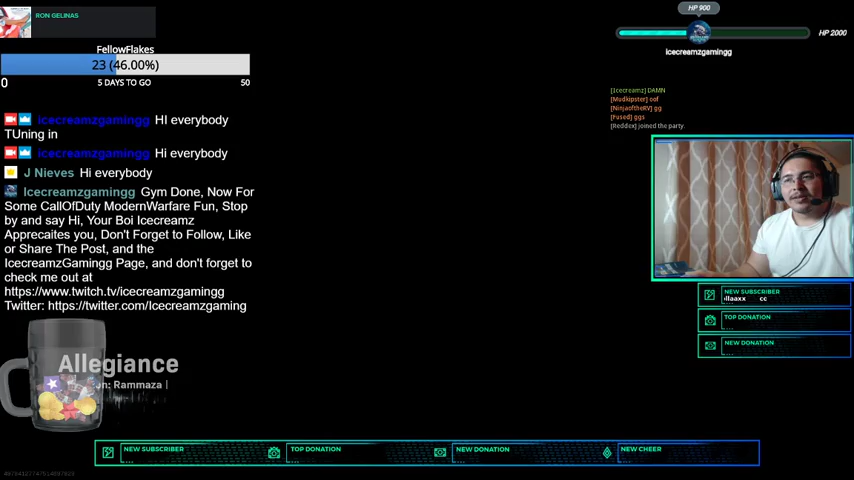 RON GELINAS
FellowFlakes
23 (46.00%)
0
5 DAYS TO GO
50
icecreamzgamingg HI everybody
TUning in
icecreamzgamingg Hi everybody
J Nieves Hi everybody
Icecreamzgamingg Gym Done, Now For
Some CallOfDuty ModernWarfare Fun, Stop
by and say Hi, Your Boi Icecreamz
Apprecaites you, Don't Forget to Follow, Like
or Share The Post, and the
IcecreamzGamingg Page, and don't forget to
check me out at
https://www.twitch.tv/icecreamzgamingg
Twitter: https://twitter.com/Icecreamzgaming
Allegiance
on: Rammaza |
HP 900
HP 2000
icecreamzgamingg
[Icecreamz] DAMN
[Mudkipster] oof
[NinjaoftheRV] gg
[Fused] ggs
[Reddex] joined the party.
NEW SUBSCRIBER
cc
TOP DONATION
....
NEW DONATION
....
NEW SUBSCRIBER
....
TOP DONATION
....
NEW DONATION
....
NEW CHEER
....